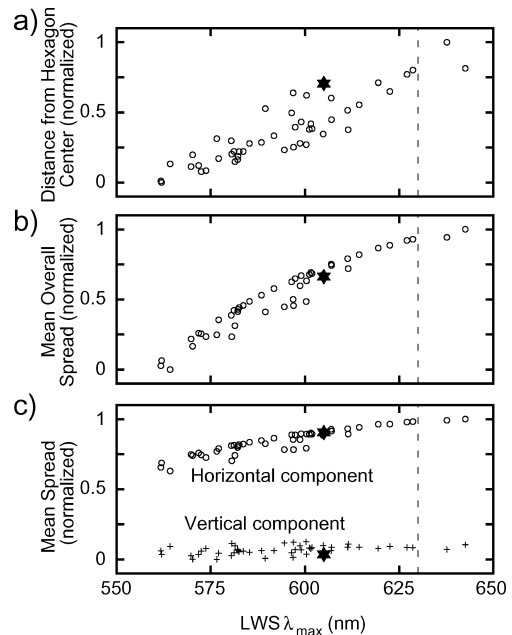 a)
Distance from Hexagon
Center (normalized)
1
0.5
0
b)
Mean Overall
Spread (normalized)
1
0.5
0
c)
Mean Spread
(normalized)
1
0.5
0
Horizontal component
Vertical component
550 575 600 625 650
LWS λmax (nm)